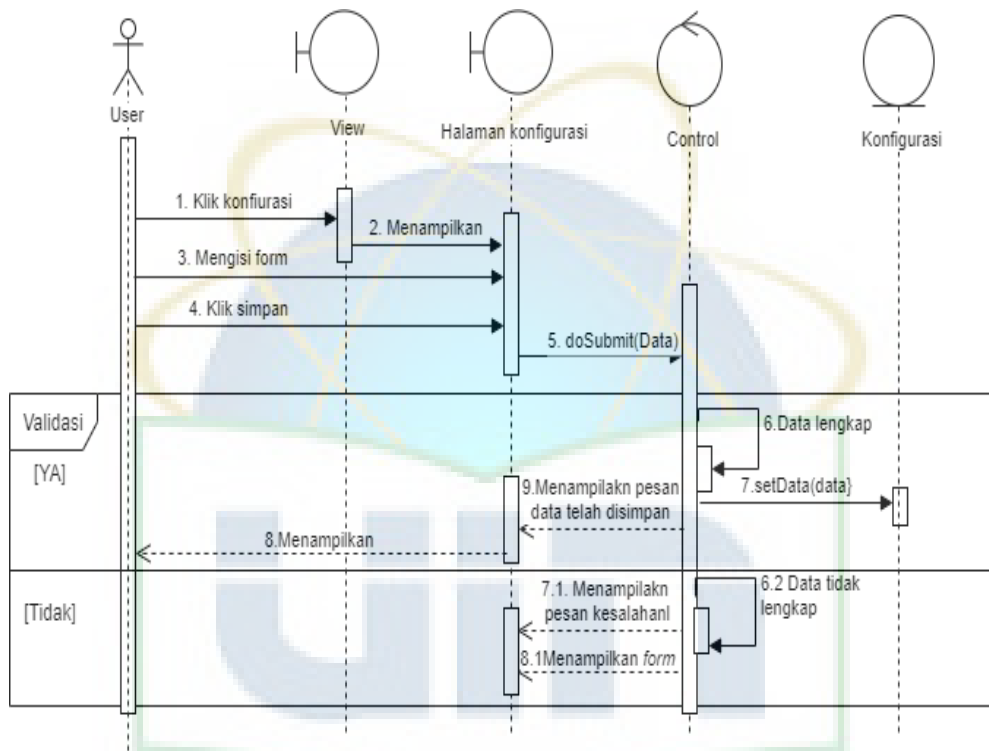 User
View
Halaman konfigurasi
Control
Konfigurasi
1. Klik konfiurasi
2. Menampilkan
3. Mengisi form
4. Klik simpan
5. doSubmit(Data)
Validasi
6.Data lengkap
[YA]
9.Menampilakn pesan
data telah disimpan
7.setData(data}
8.Menampilkan
[Tidak]
7.1. Menampilakn
pesan kesalahanl
6.2 Data tidak
lengkap
8.1Menampilkan form
uin